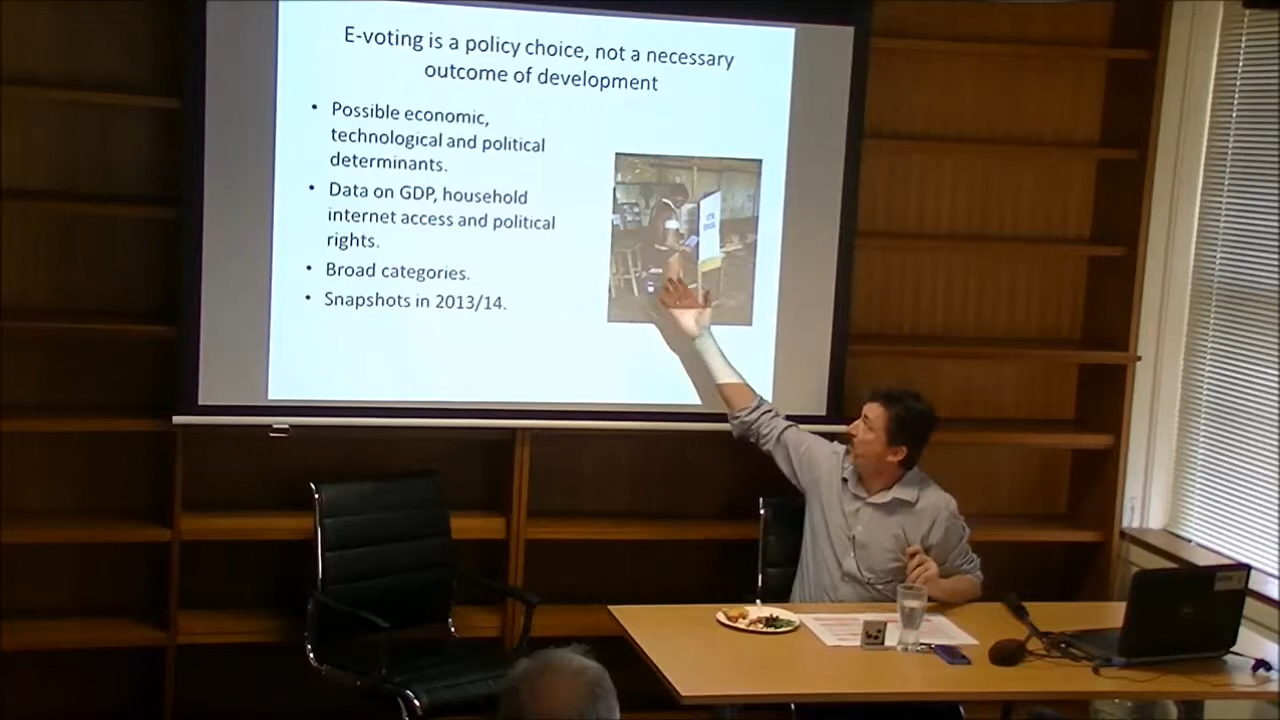 E-voting is a policy choice, not a necessary
outcome of development
• Possible economic,
technological and political
determinants.
• Data on GDP, household
internet access and political
rights.
• Broad categories.
• Snapshots in 2013/14.